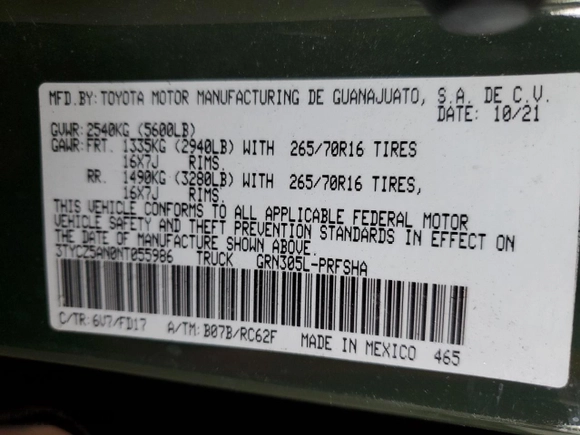 MFD.BY: TOYOTA MOTOR MANUFACTURING DE GUANAJUATO, S.A. DE C.V.
DATE: 10/21
GVWR: 2540KG (5600LB)
GAWR: FRT. 1335KG (2940LB) WITH 265/70R16 TIRES
16X7J RIMS.
RR. 1490KG (3280LB) WITH 265/70R16 TIRES,
16X7J RIMS.
THIS VEHICLE CONFORMS TO ALL APPLICABLE FEDERAL MOTOR
VEHICLE SAFETY AND THEFT PREVENTION STANDARDS IN EFFECT ON
THE DATE OF MANUFACTURE SHOWN ABOVE.
3TYCZ5AN0NT055986 TRUCK GRN305L-PRFSHA
C/TR: 6V7/FD17 A/TM: B07B/RC62F MADE IN MEXICO 465